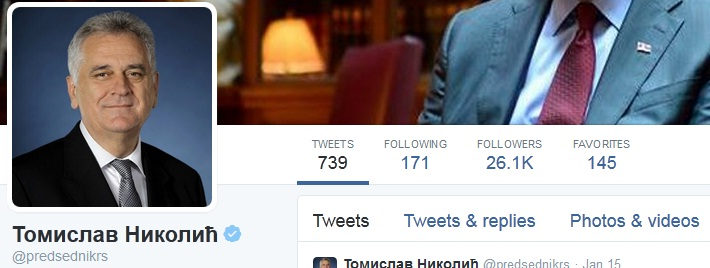 TWEETS FOLLOWING FOLLOWERS FAVORITES
739 171 26.1K 145
Томислав Николић
@predsednikrs
Tweets Tweets & replies Photos & videos
Томислав Николић @predsednikrs · Jan 15